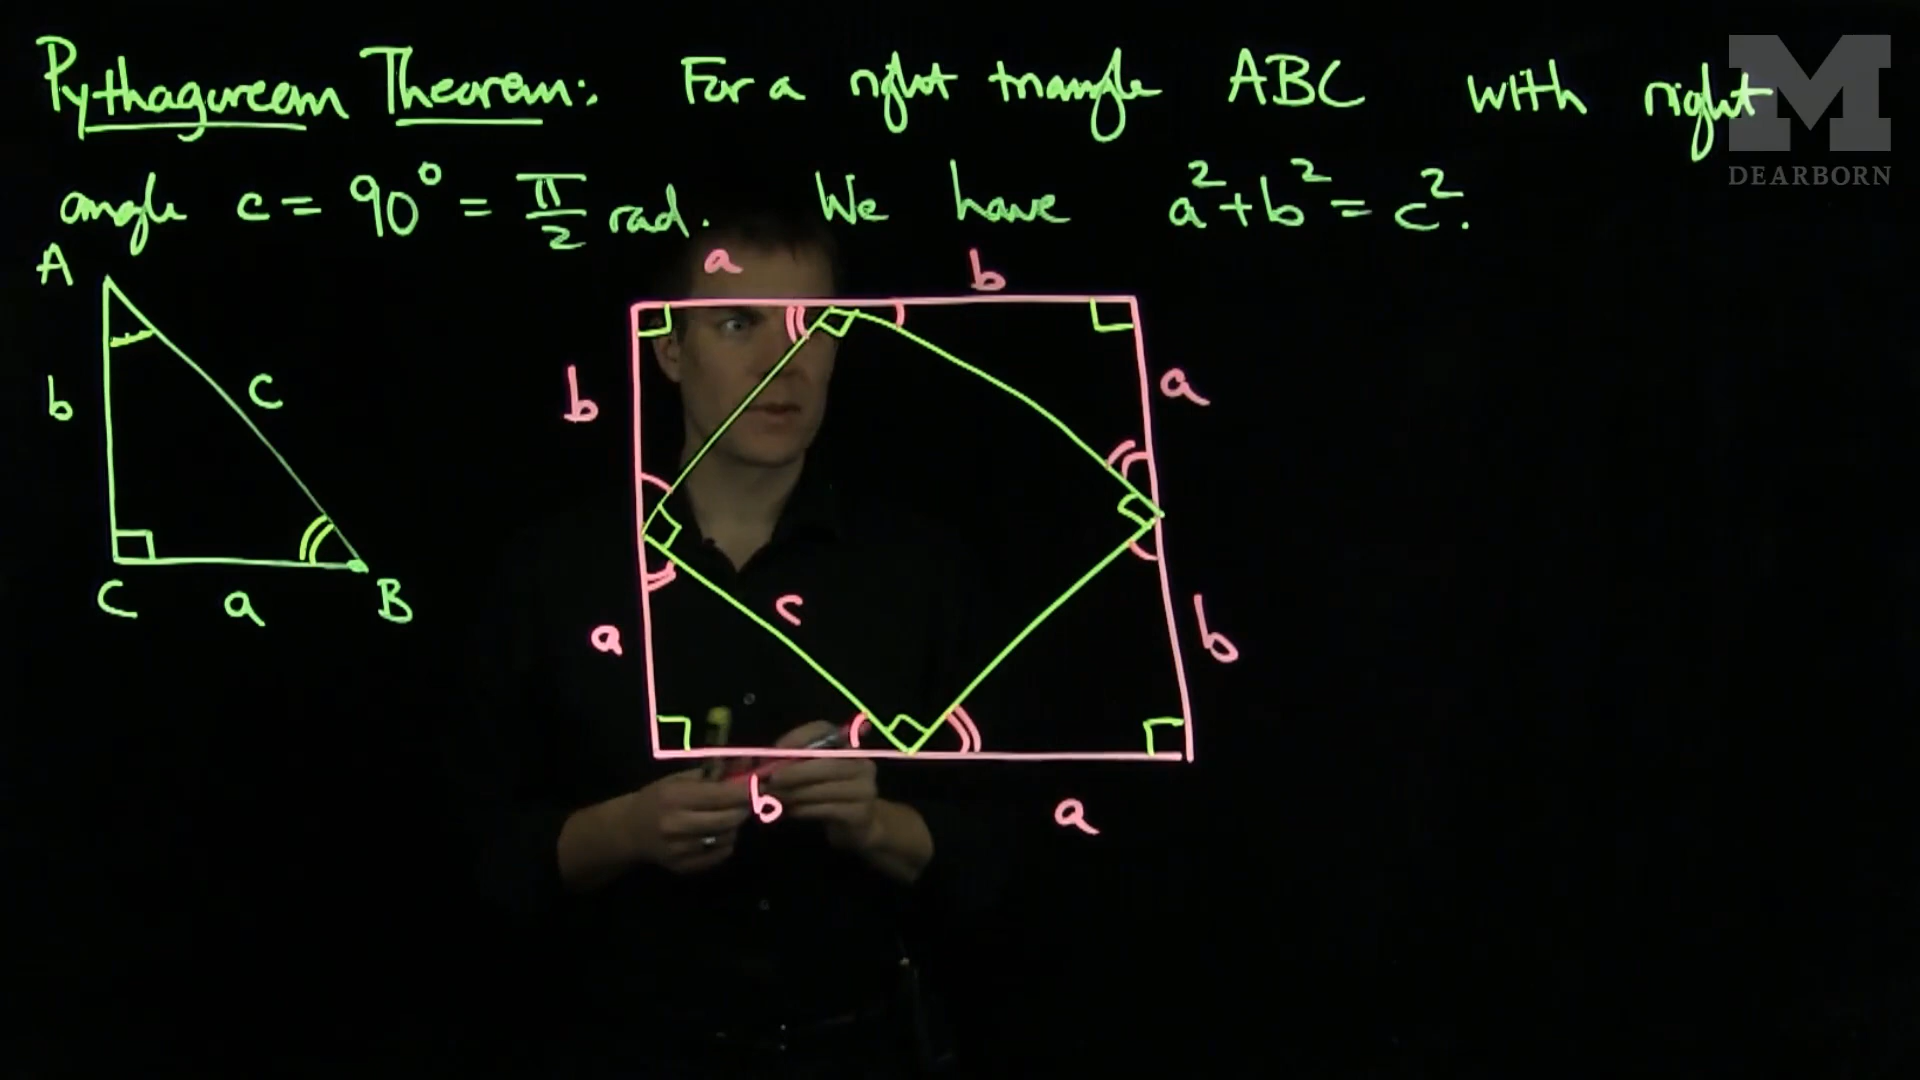 Pythagoream Theorem: For a right triangle ABC with right
angle c = 90° = π/2 rad. We have a² + b² = c².
M
DEARBORN
A
b
c
C
a
B
a
b
b
a
c
a
b
b
a